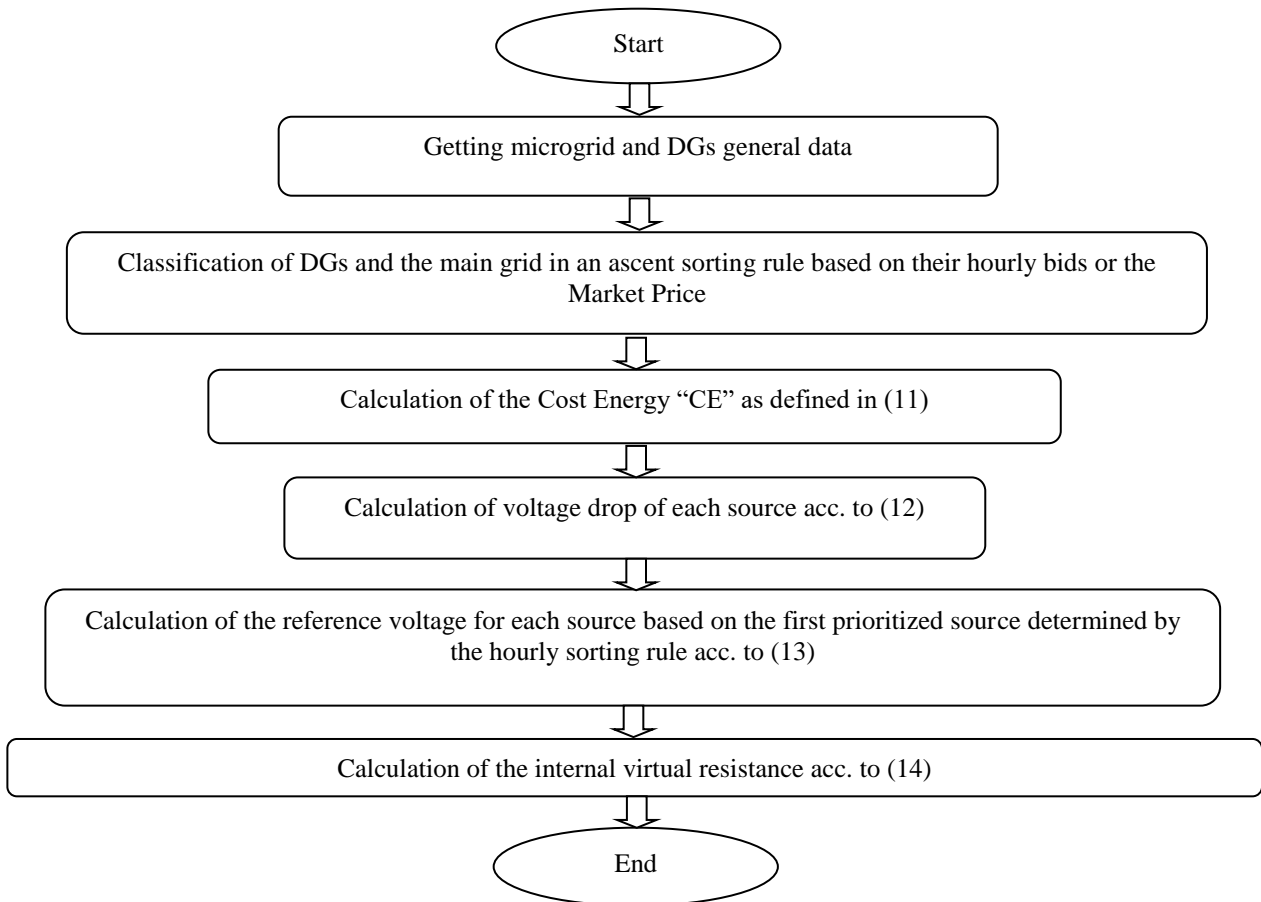 Start
Getting microgrid and DGs general data
Classification of DGs and the main grid in an ascent sorting rule based on their hourly bids or the
Market Price
Calculation of the Cost Energy “CE” as defined in (11)
Calculation of voltage drop of each source acc. to (12)
Calculation of the reference voltage for each source based on the first prioritized source determined by
the hourly sorting rule acc. to (13)
Calculation of the internal virtual resistance acc. to (14)
End